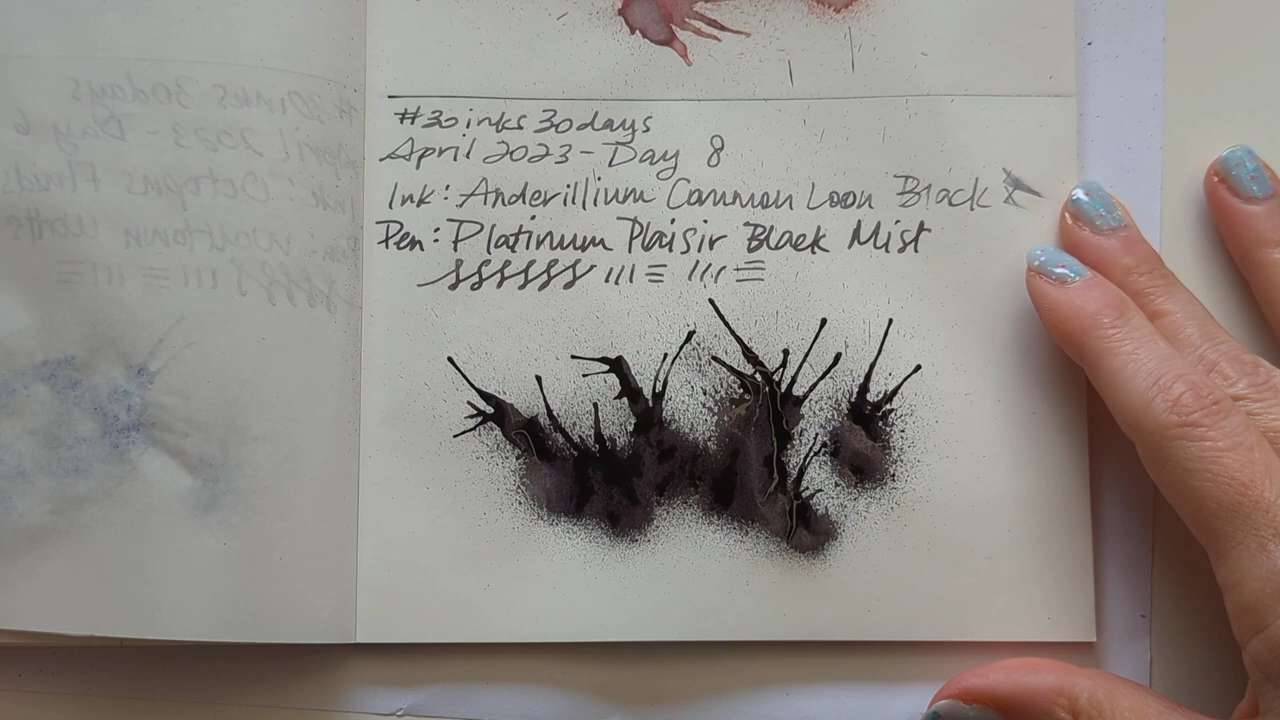 #30inks30days
April 2023 - Day 8
Ink: Anderillium Common Loon Black
Pen: Platinum Plaisir Black Mist